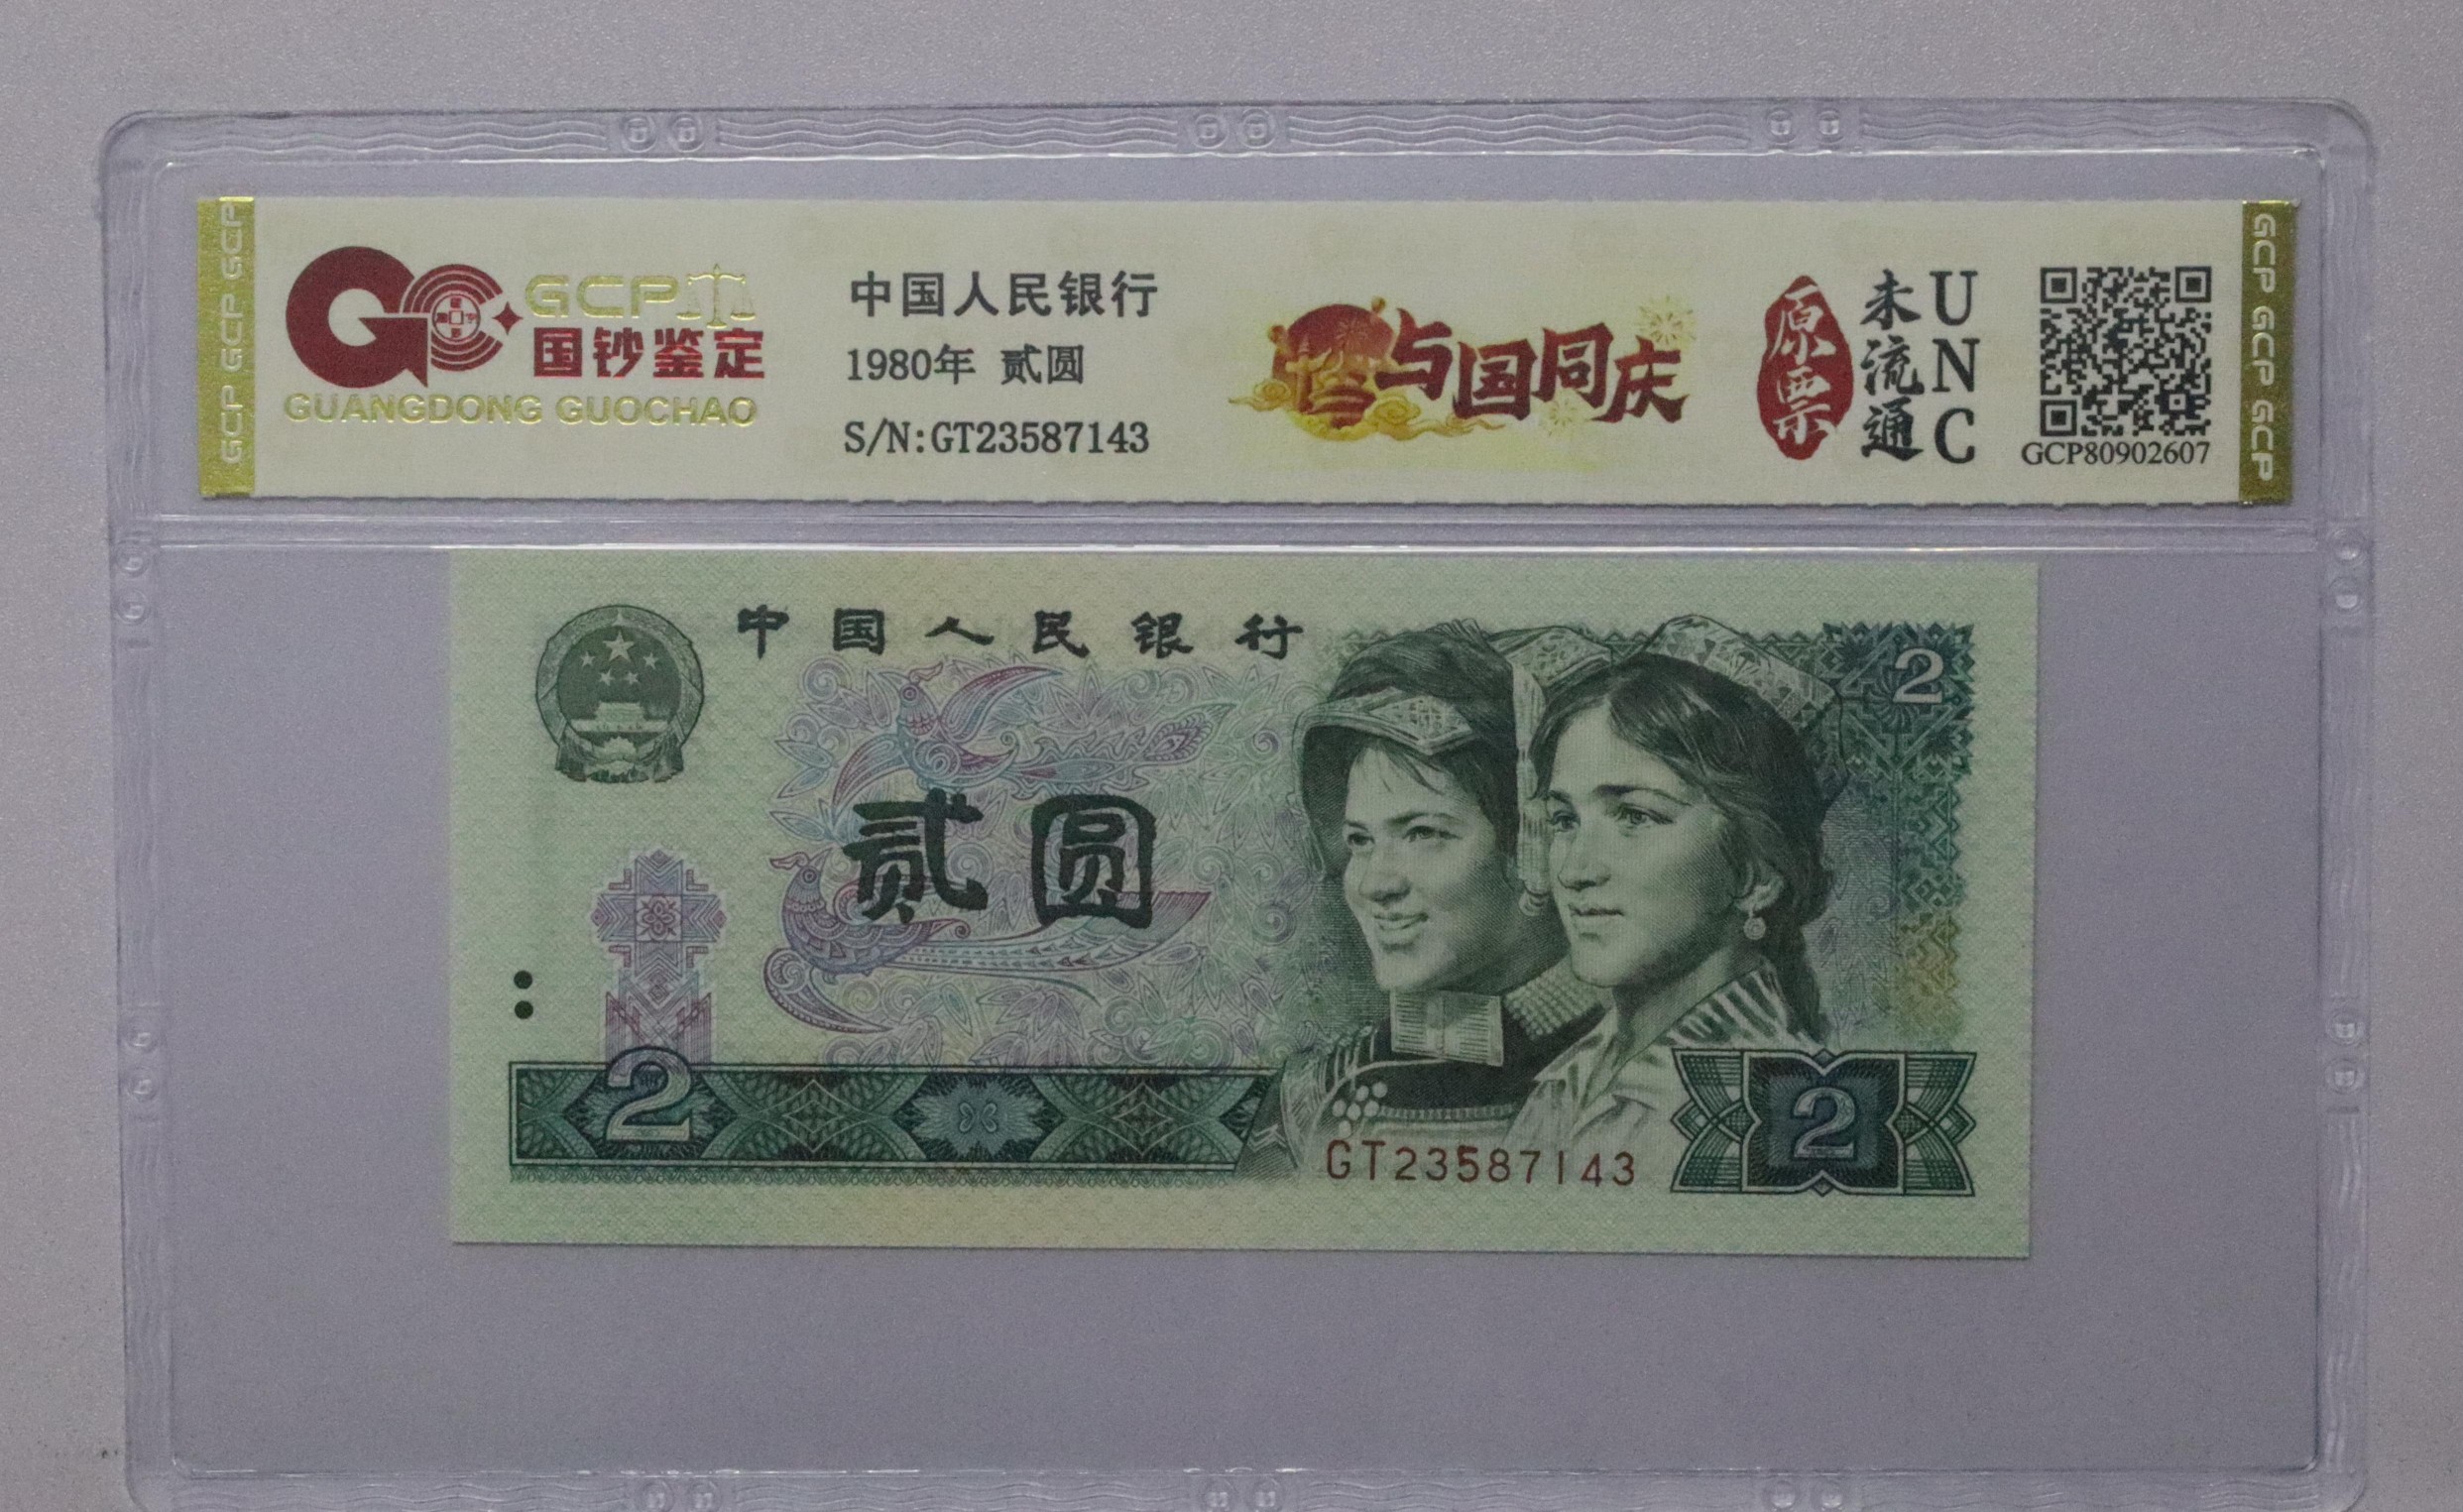 GCP GCP GCP
GCP
国钞鉴定
GUANGDONG GUOCHAO
中国人民银行
1980年 贰圆
S/N:GT23587143
与国同庆
原票
未流通
UNC
GCP80902607
GCP GCP GCP
中国人民银行
2
贰圆
2
2
GT23587143